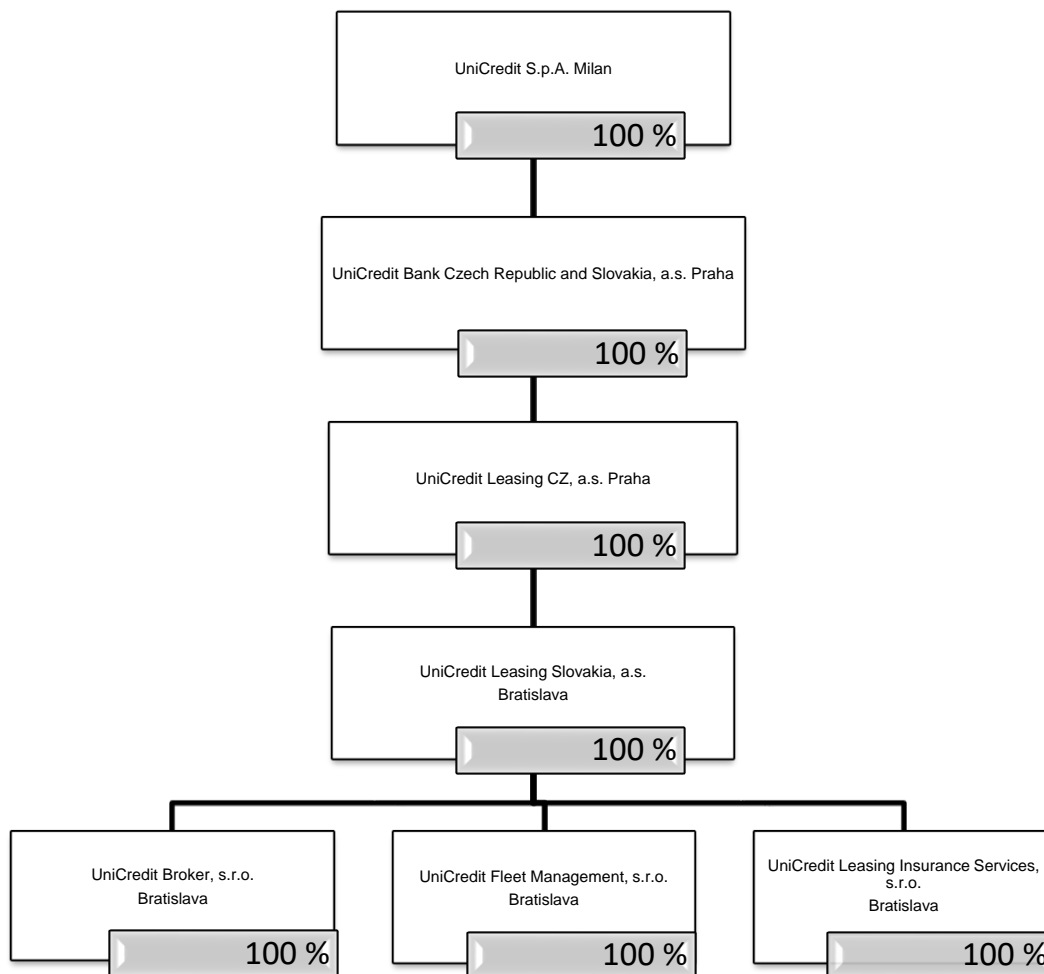 UniCredit S.p.A. Milan
100 %
UniCredit Bank Czech Republic and Slovakia, a.s. Praha
100 %
UniCredit Leasing CZ, a.s. Praha
100 %
UniCredit Leasing Slovakia, a.s.
Bratislava
100 %
UniCredit Broker, s.r.o.
Bratislava
100 %
UniCredit Fleet Management, s.r.o.
Bratislava
100 %
UniCredit Leasing Insurance Services,
s.r.o.
Bratislava
100 %